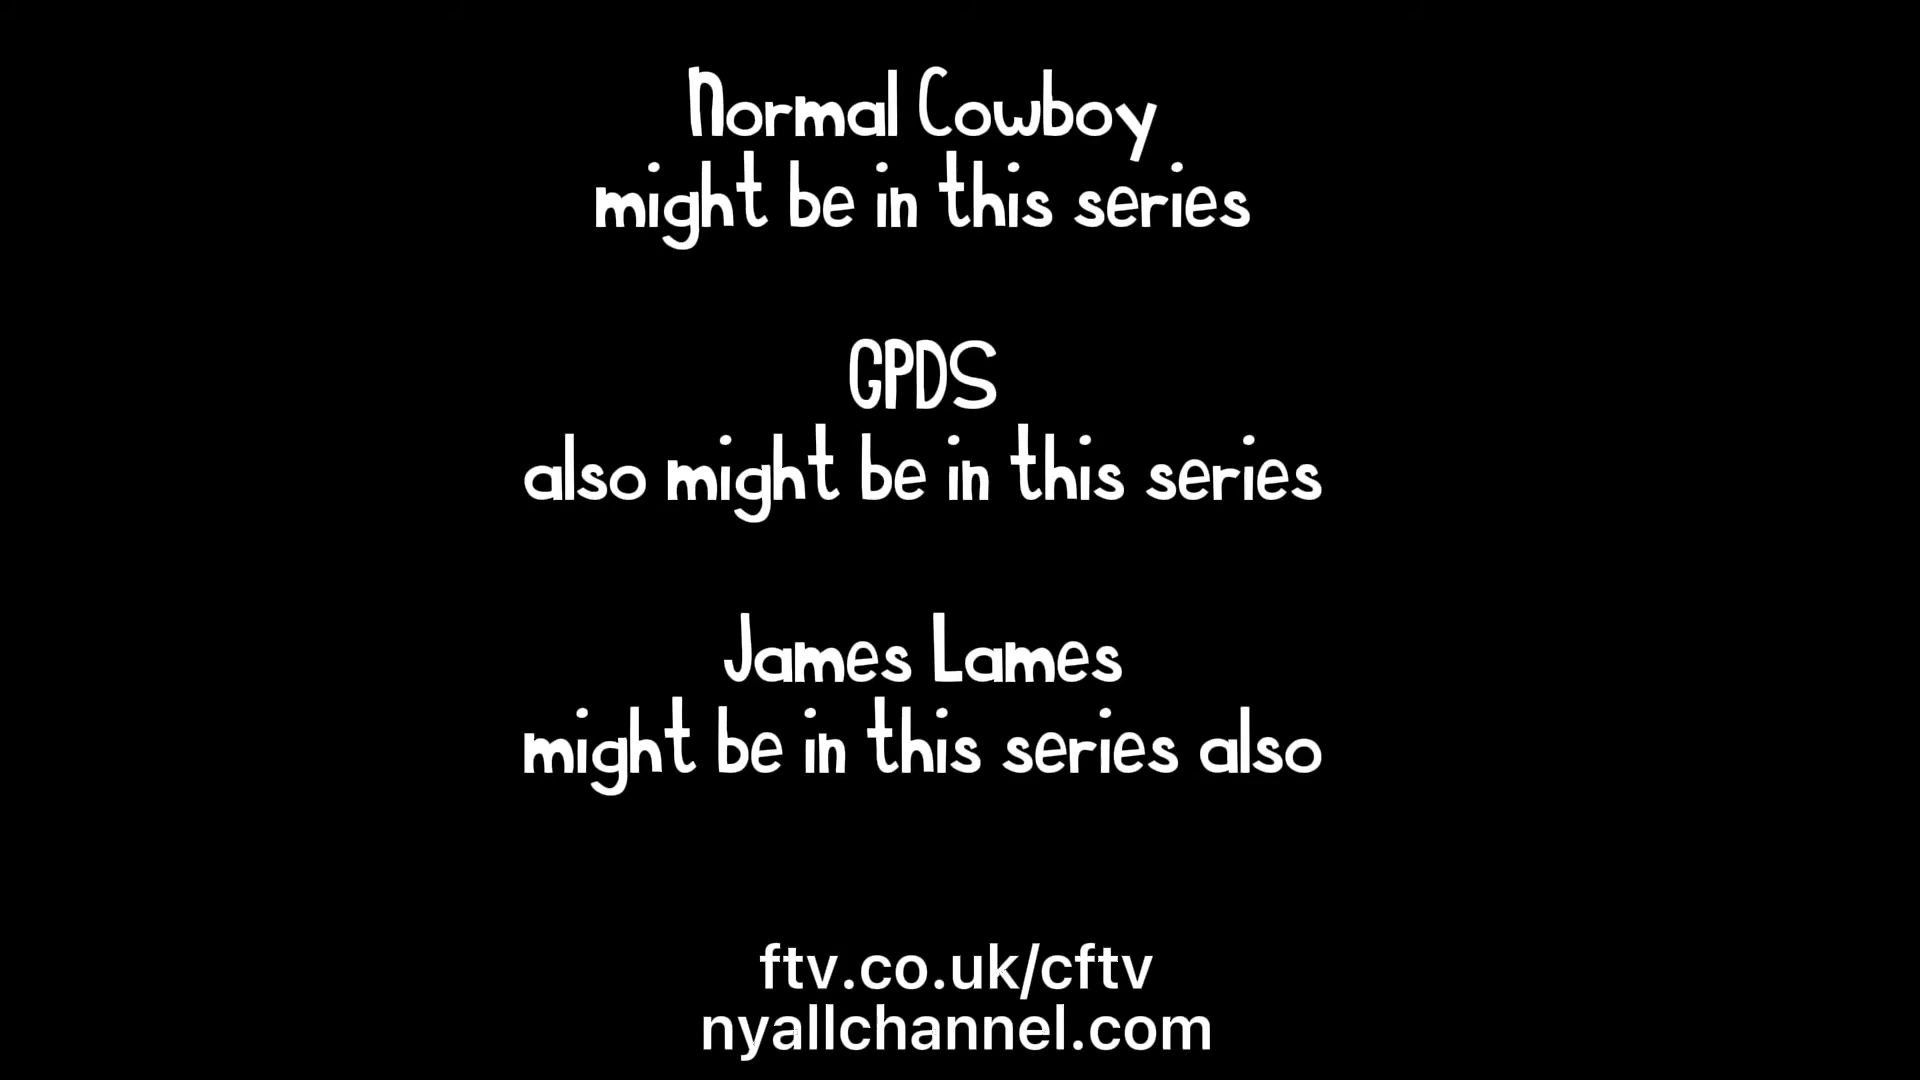 Normal Cowboy
might be in this series
GPDS
also might be in this series
James Lames
might be in this series also
ftv.co.uk/cftv
nyallchannel.com